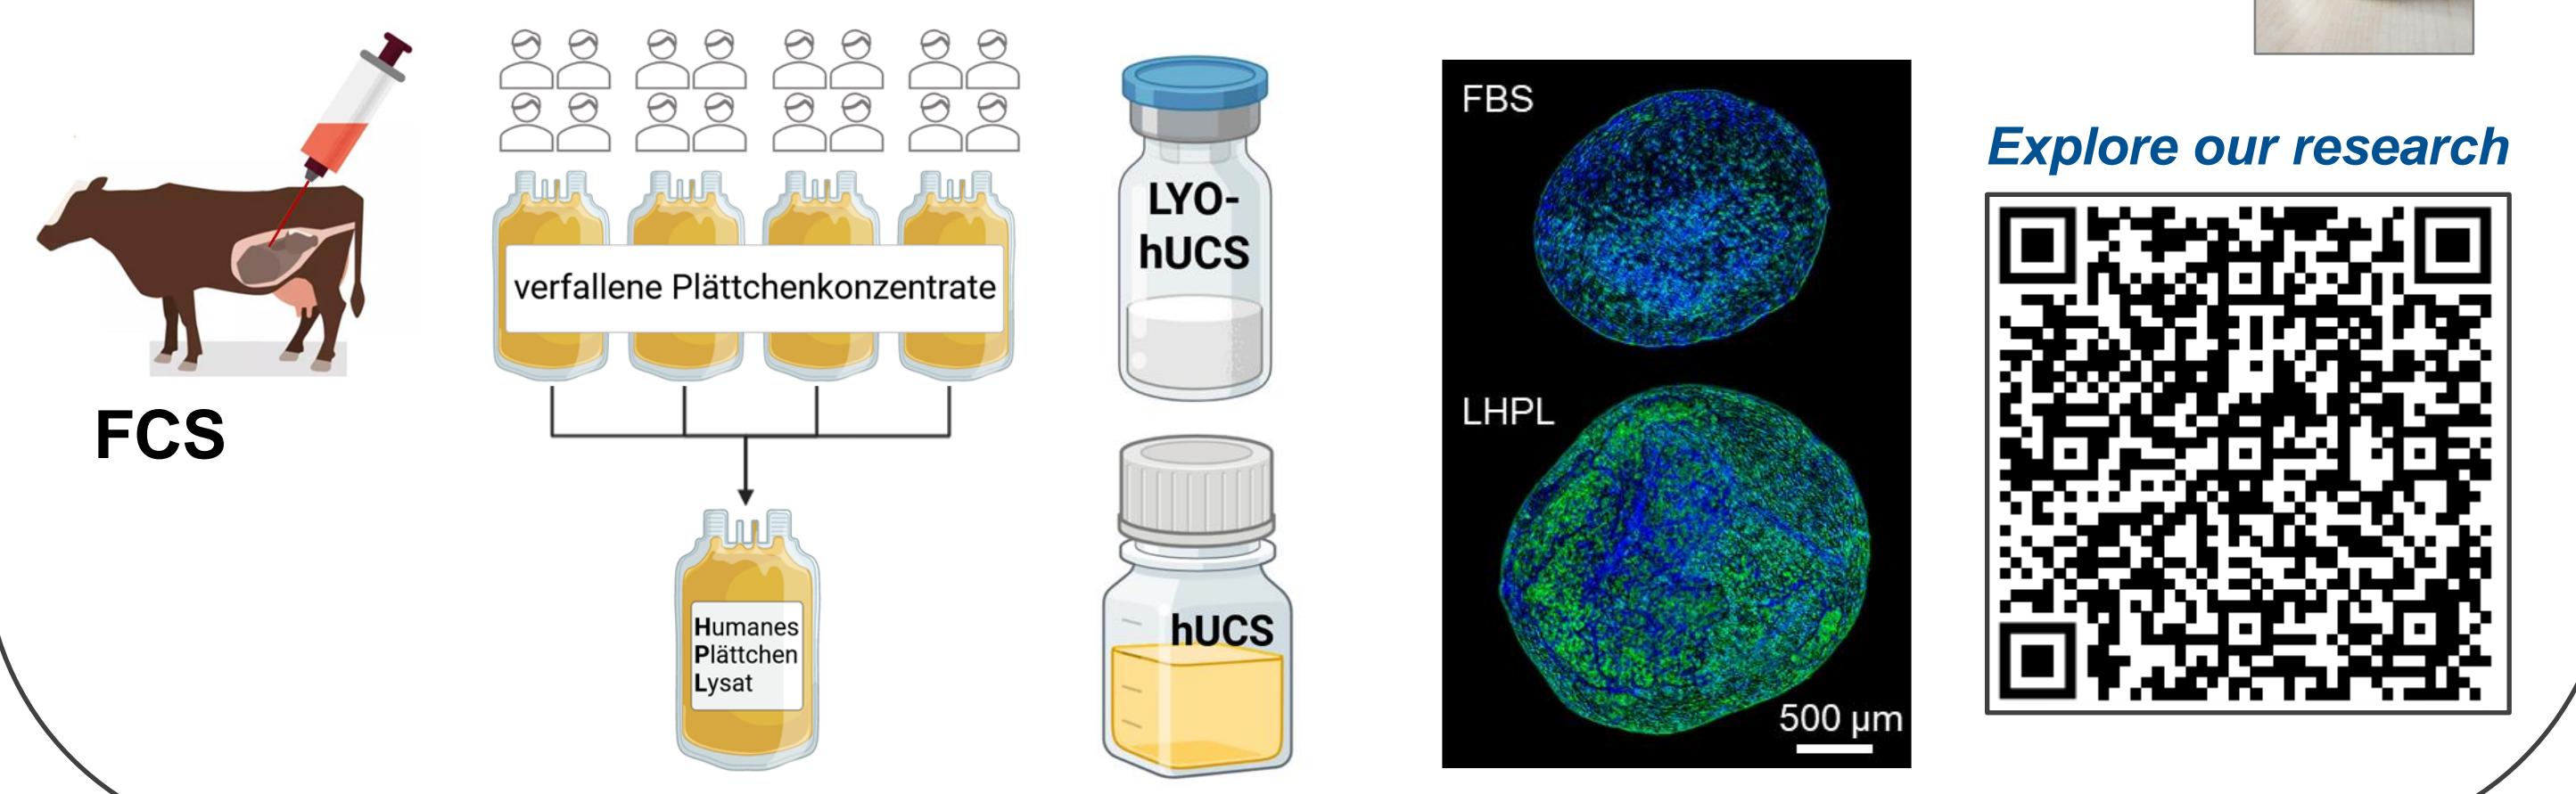 FCS
verfallene Plättchenkonzentrate
Humanes
Plättchen
Lysat
LYO-
hUCS
hUCS
FBS
LHPL
500 µm
Explore our research